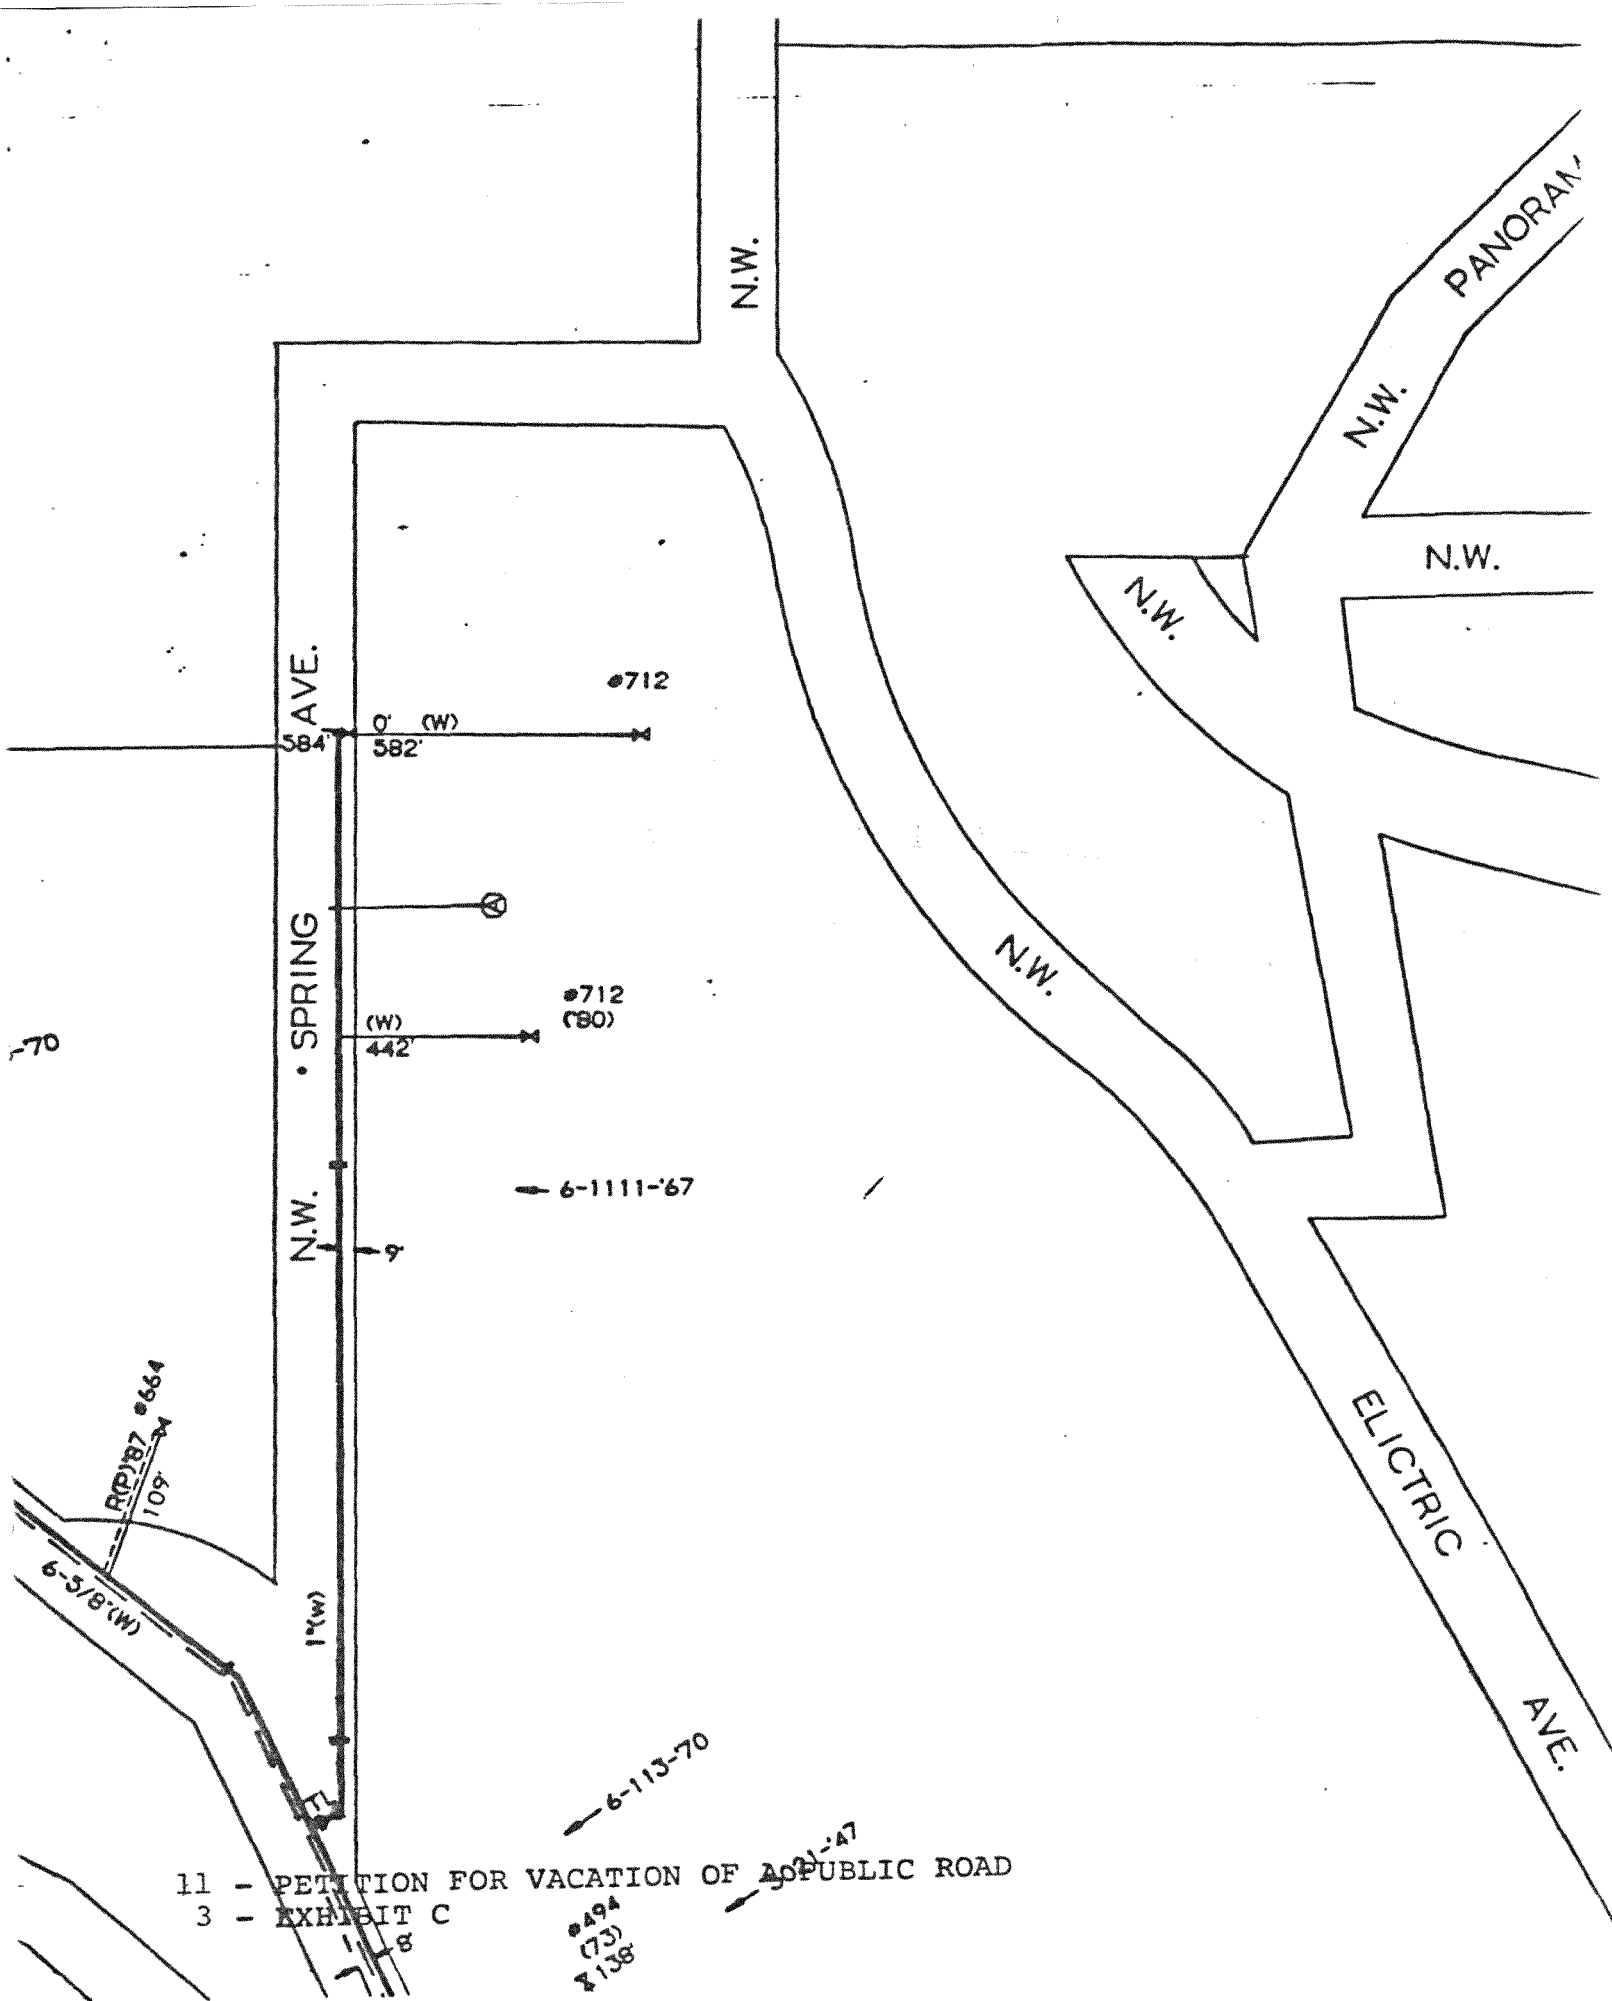 PANORAM
N.W.
N.W.
N.W.
N.W.
AVE.
584'
0' (W)
582'
#712
SPRING
A
#712
('80)
(W)
442'
N.W.
-70
N.W.
6-1111-'67
9'
#664
R(P)'87
109'
6-5/8"(W)
1"(W)
ELICTRIC
AVE.
6-113-70
11 - PETITION FOR VACATION OF A PUBLIC ROAD
3 - EXHIBIT C
8'
#494
(73)
138'